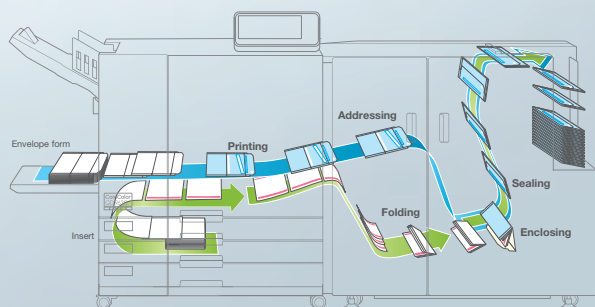 Addressing
Envelope form
Printing
Sealing
Folding
Insert
Enclosing